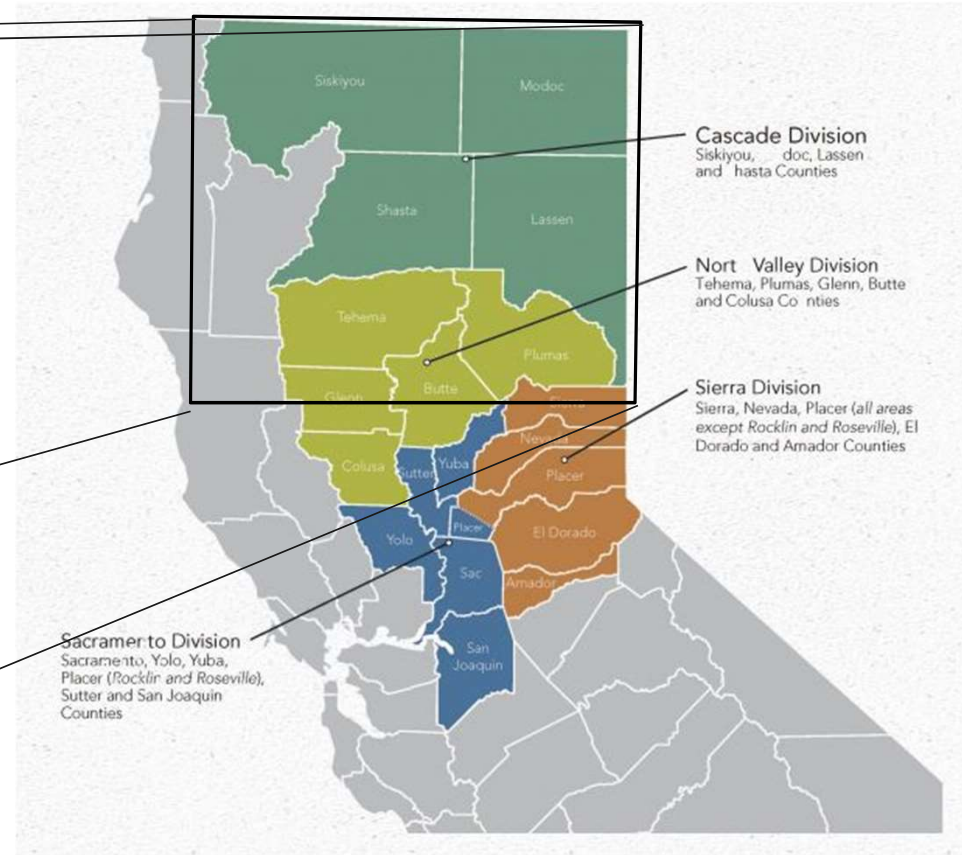 Siskiyou
Modoc
Cascade Division
Siskiyou, doc, Lassen
and hasta Counties
Shasta
Lassen
Nort Valley Division
Tehema, Plumas, Glenn, Butte
and Colusa Co nties
Tehema
Plumas
Butte
Glenn
Sierra
Sierra Division
Sierra, Nevada, Placer (all areas
except Rocklin and Roseville), El
Dorado and Amador Counties
Nevada
Colusa
Sutter
Yuba
Placer
Placer
Yolo
El Dorado
Sac
Amador
Sacramento Division
Sacramento, Yolo, Yuba,
Placer (Rocklin and Roseville),
Sutter and San Joaquin
Counties
San
Joaquin